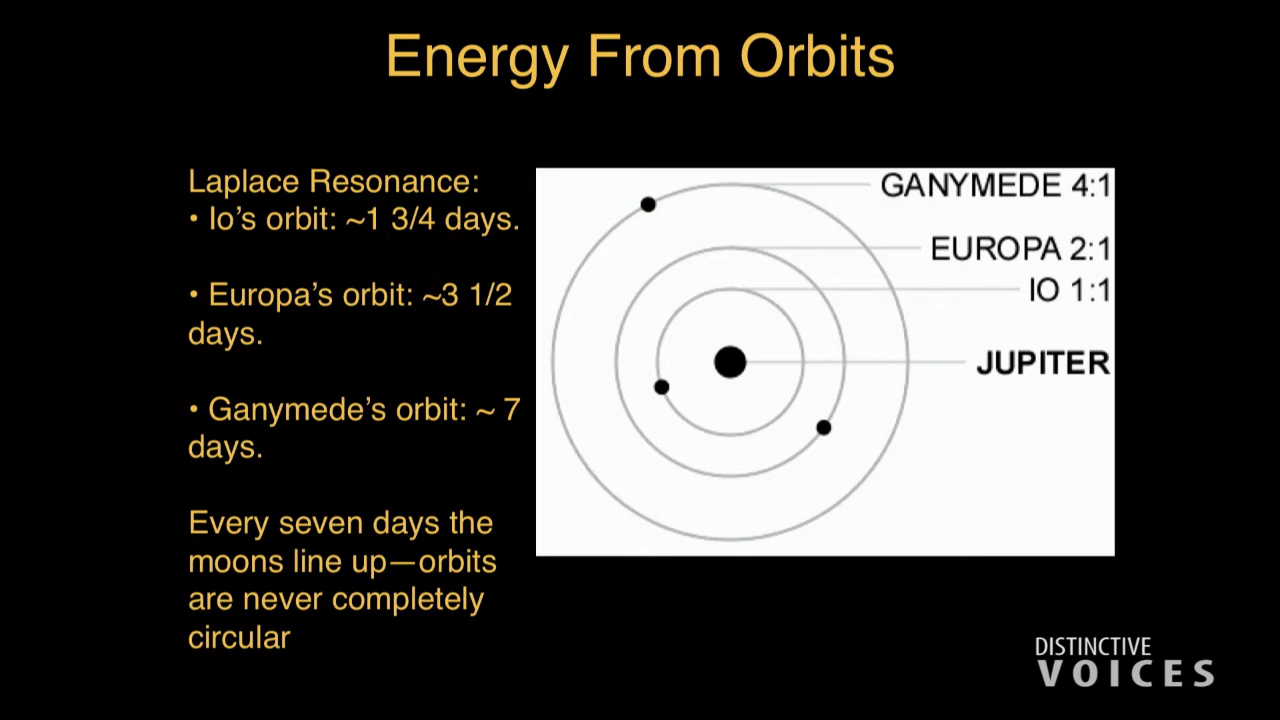 Energy From Orbits
Laplace Resonance:
• Io's orbit: ~1 3/4 days.
• Europa's orbit: ~3 1/2
days.
• Ganymede's orbit: ~ 7
days.
Every seven days the
moons line up—orbits
are never completely
circular
GANYMEDE 4:1
EUROPA 2:1
IO 1:1
JUPITER
DISTINCTIVE
VOICES